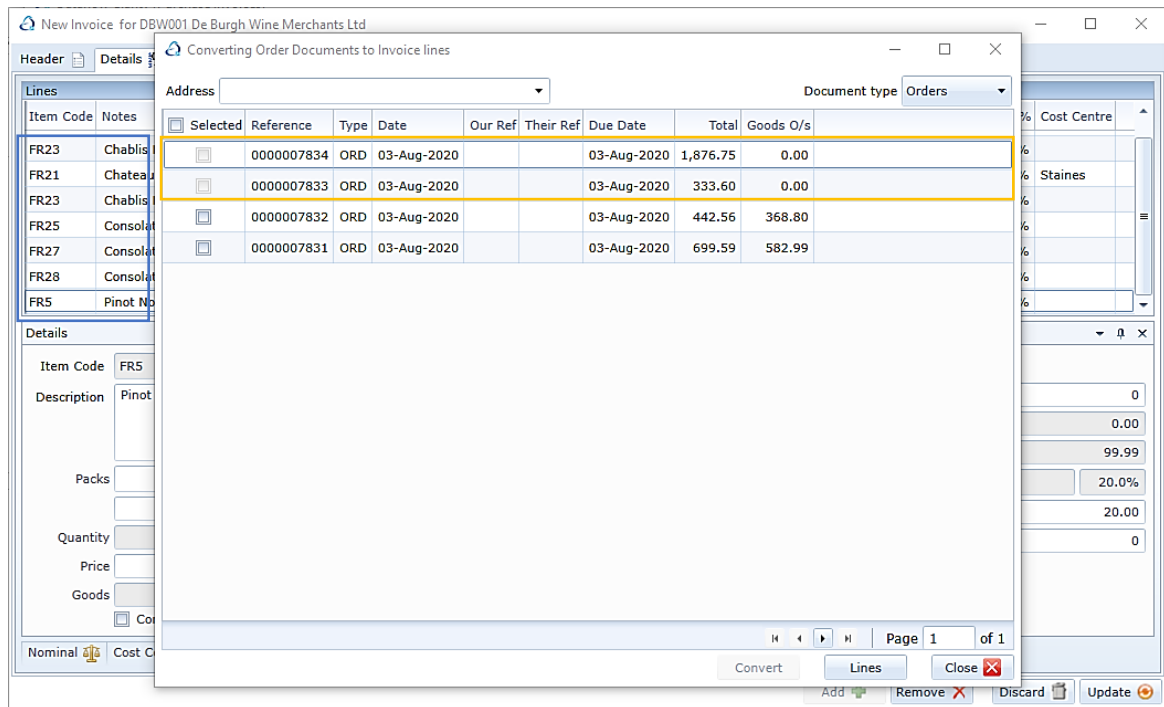 New Invoice for DBW001 De Burgh Wine Merchants Ltd
Header Details
Converting Order Documents to Invoice lines
Address Document type Orders
Selected Reference Type Date Our Ref Their Ref Due Date Total Goods O/s
0000007834 ORD 03-Aug-2020 03-Aug-2020 1,876.75 0.00
0000007833 ORD 03-Aug-2020 03-Aug-2020 333.60 0.00
0000007832 ORD 03-Aug-2020 03-Aug-2020 442.56 368.80
0000007831 ORD 03-Aug-2020 03-Aug-2020 699.59 582.99
Page 1 of 1
Convert Lines Close
Lines
Item Code Notes % Cost Centre
FR23 Chablis %
FR21 Chateau % Staines
FR23 Chablis %
FR25 Consolat %
FR27 Consolat %
FR28 Consolat %
FR5 Pinot No %
Details
Item Code FR5
Description Pinot 0
0.00
99.99
Packs 20.0%
20.00
Quantity 0
Price
Goods
Co
Nominal Cost C
Add Remove Discard Update